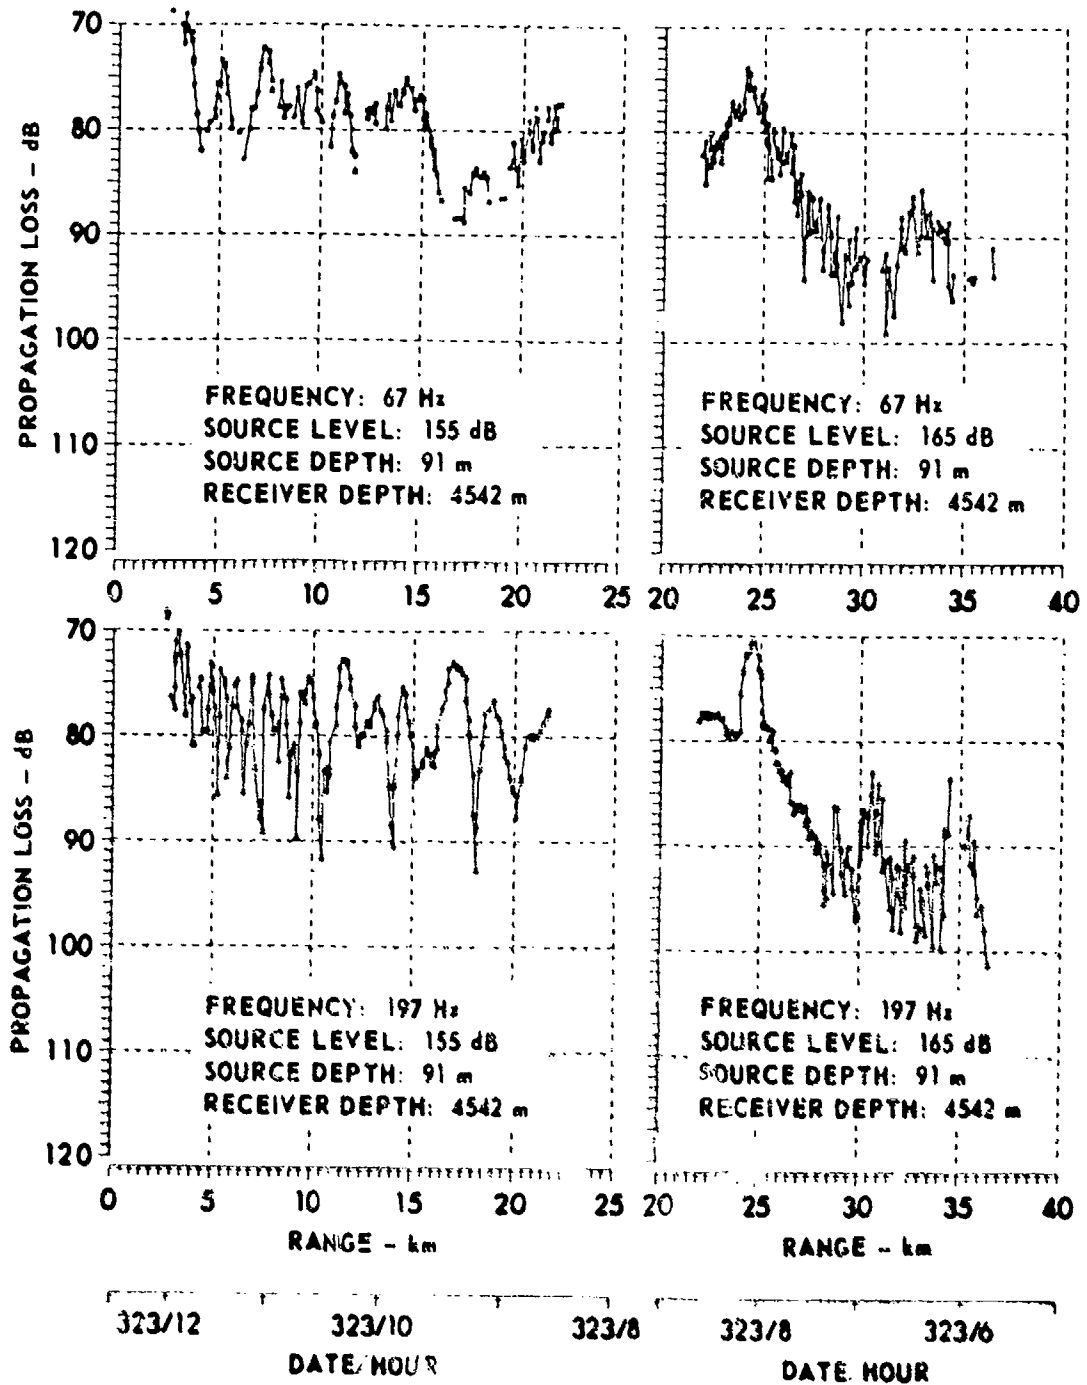 PROPAGATION LOSS – dB
70
80
90
100
110
120
FREQUENCY: 67 Hz
SOURCE LEVEL: 155 dB
SOURCE DEPTH: 91 m
RECEIVER DEPTH: 4542 m
0 5 10 15 20 25
FREQUENCY: 67 Hz
SOURCE LEVEL: 165 dB
SOURCE DEPTH: 91 m
RECEIVER DEPTH: 4542 m
20 25 30 35 40
PROPAGATION LOSS – dB
70
80
90
100
110
120
FREQUENCY: 197 Hz
SOURCE LEVEL: 155 dB
SOURCE DEPTH: 91 m
RECEIVER DEPTH: 4542 m
0 5 10 15 20 25
RANGE – km
FREQUENCY: 197 Hz
SOURCE LEVEL: 165 dB
SOURCE DEPTH: 91 m
RECEIVER DEPTH: 4542 m
20 25 30 35 40
RANGE – km
323/12 323/10 323/8
DATE/HOUR
323/8 323/6
DATE HOUR